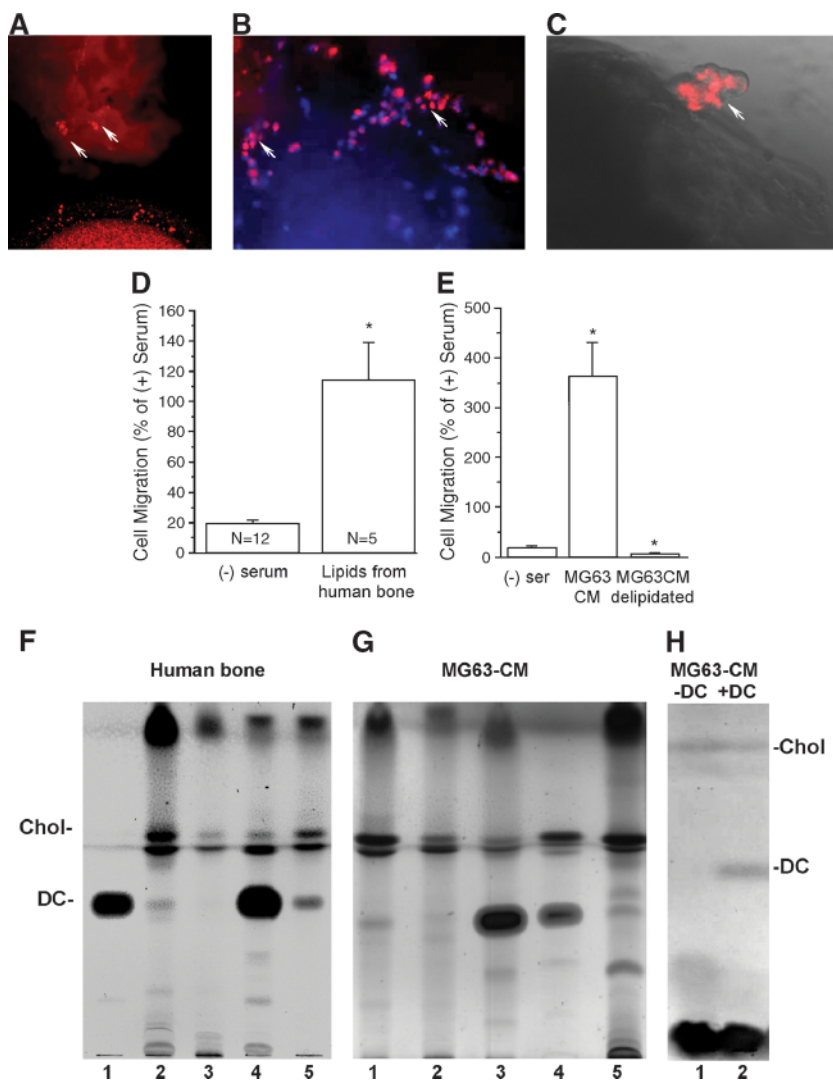 A
B
C
D
Cell Migration (% of (+) Serum)
160
140
120
100
80
60
40
20
0
*
N=12
N=5
(-) serum
Lipids from
human bone
E
Cell Migration (% of (+) Serum)
500
400
300
200
100
0
*
*
(-) ser
MG63
CM
MG63CM
delipidated
F
Human bone
Chol-
DC-
1 2 3 4 5
G
MG63-CM
1 2 3 4 5
H
MG63-CM
-DC +DC
-Chol
-DC
1 2